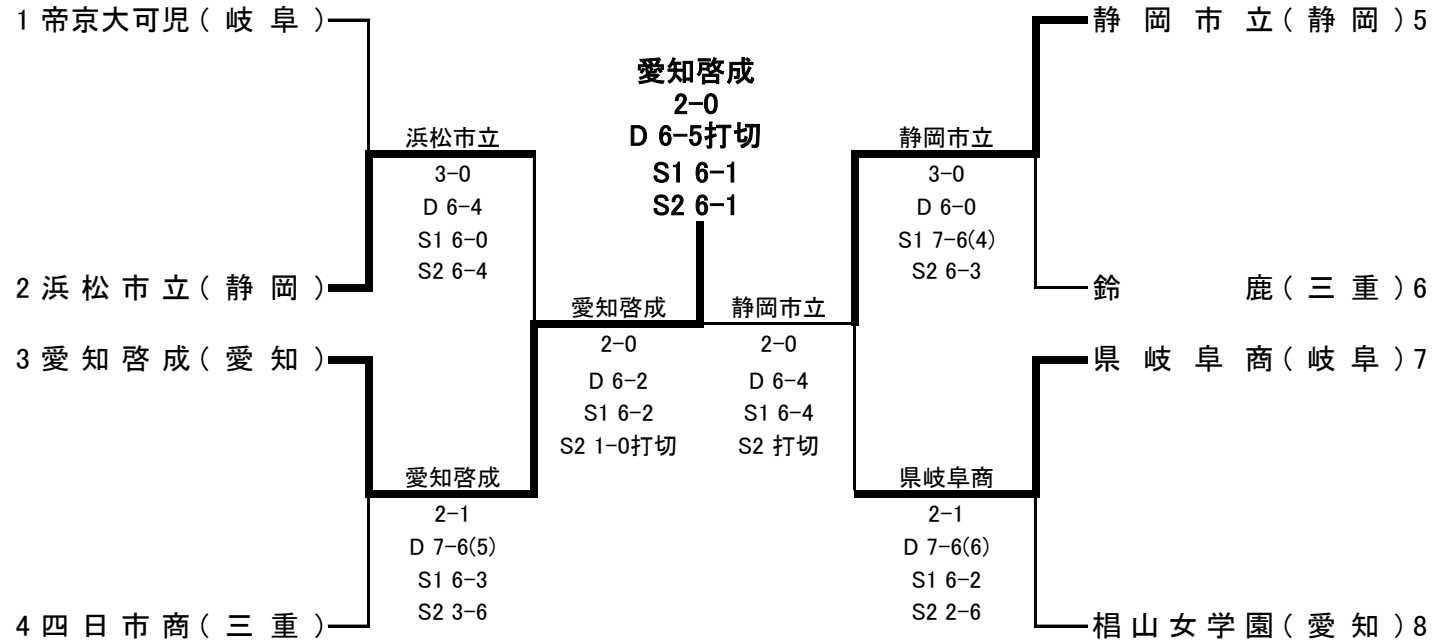 1 帝京大可児 ( 岐 阜 )
静 岡 市 立 ( 静 岡 ) 5
愛知啓成
2-0
D 6-5打切
S1 6-1
S2 6-1
浜松市立
3-0
D 6-4
S1 6-0
S2 6-4
静岡市立
3-0
D 6-0
S1 7-6(4)
S2 6-3
2 浜 松 市 立 ( 静 岡 )
鈴 鹿 ( 三 重 ) 6
愛知啓成
2-0
D 6-2
S1 6-2
S2 1-0打切
静岡市立
2-0
D 6-4
S1 6-4
S2 打切
3 愛 知 啓 成 ( 愛 知 )
県 岐 阜 商 ( 岐 阜 ) 7
愛知啓成
2-1
D 7-6(5)
S1 6-3
S2 3-6
県岐阜商
2-1
D 7-6(6)
S1 6-2
S2 2-6
4 四 日 市 商 ( 三 重 )
椙 山 女 学 園 ( 愛 知 ) 8